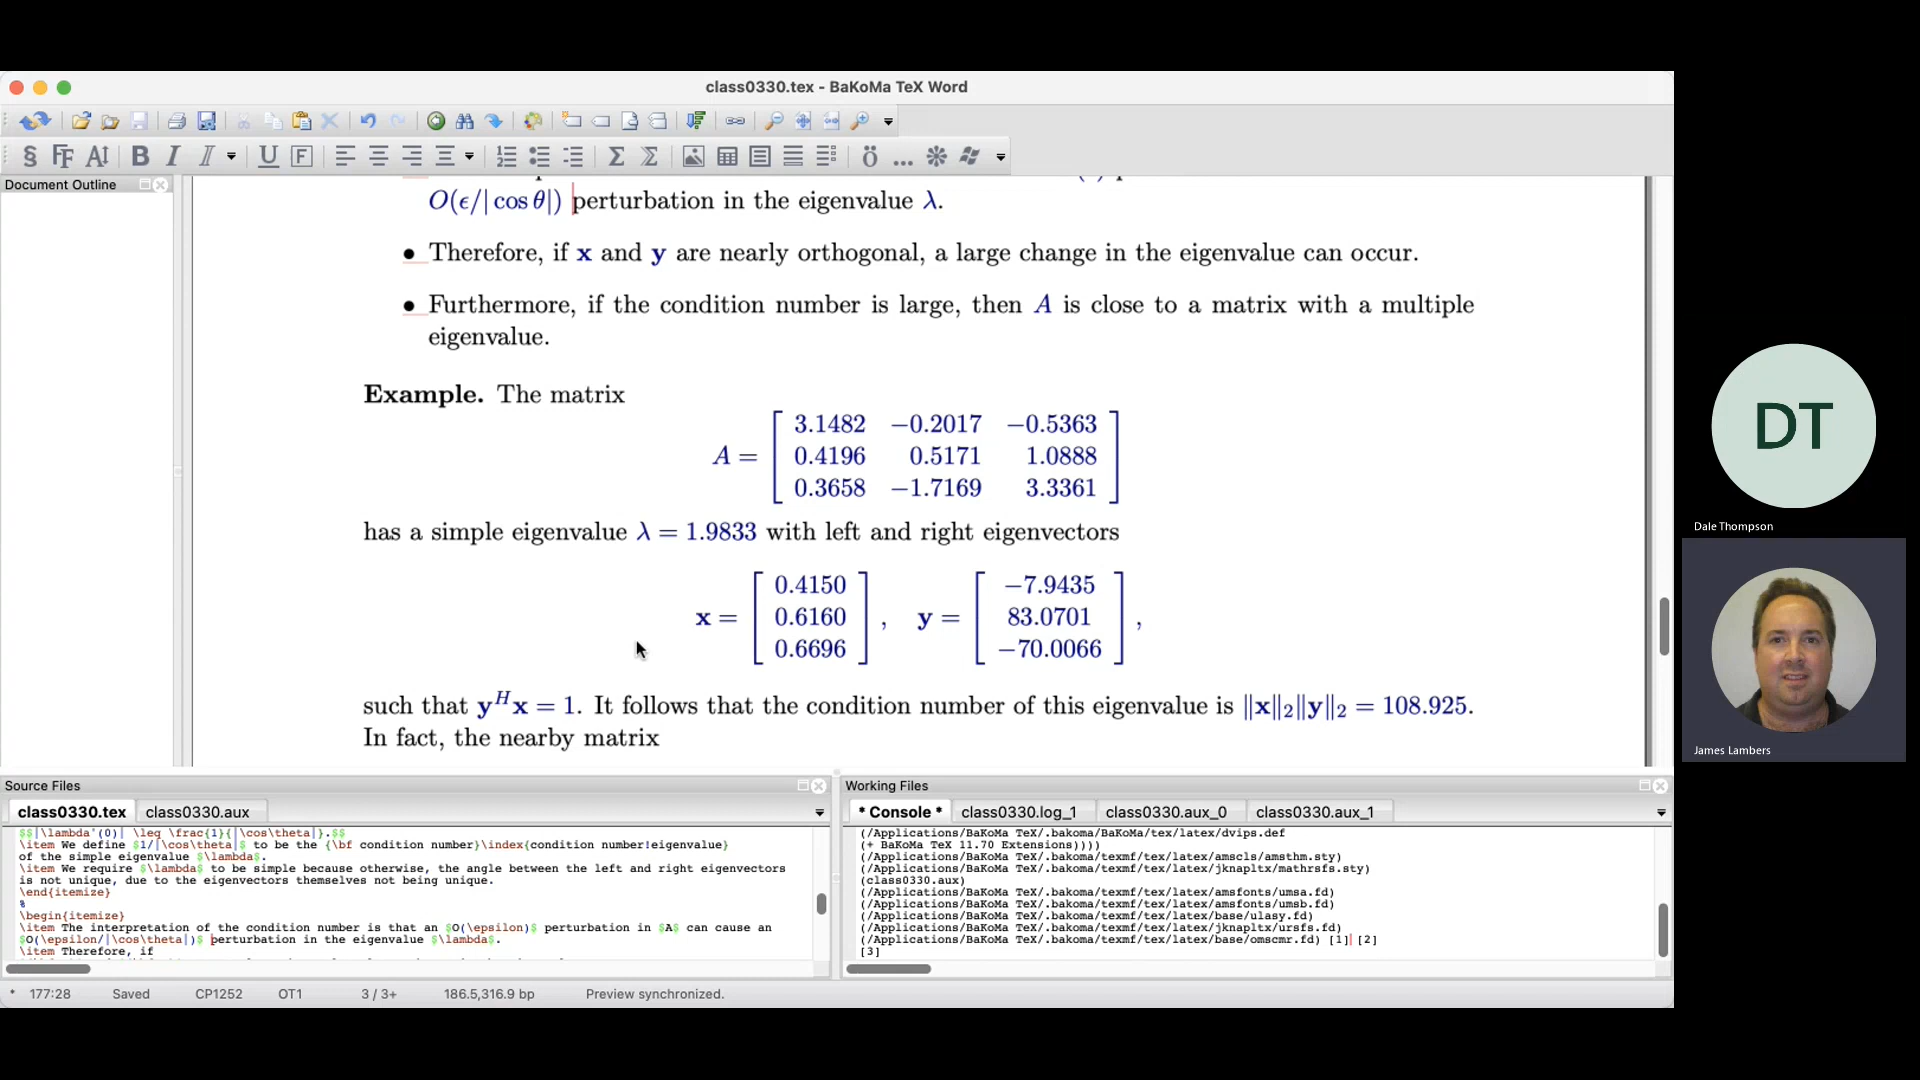 class0330.tex - BaKoMa TeX Word
Document Outline
O(ϵ/| cos θ|) perturbation in the eigenvalue λ.
● Therefore, if x and y are nearly orthogonal, a large change in the eigenvalue can occur.
● Furthermore, if the condition number is large, then A is close to a matrix with a multiple
eigenvalue.
Example. The matrix
A = [ 3.1482 −0.2017 −0.5363
0.4196 0.5171 1.0888
0.3658 −1.7169 3.3361 ]
has a simple eigenvalue λ = 1.9833 with left and right eigenvectors
x = [ 0.4150 0.6160 0.6696 ] , y = [ −7.9435 83.0701 −70.0066 ] ,
such that y^H x = 1. It follows that the condition number of this eigenvalue is ‖x‖₂‖y‖₂ = 108.925.
In fact, the nearby matrix
DT
Dale Thompson
James Lambers
Source Files
class0330.tex class0330.aux
$$|\lambda'(0)| \leq \frac{1}{|\cos\theta|}.$$
\item We define $1/|\cos\theta|$ to be the {\bf condition number}\index{condition number!eigenvalue}
of the simple eigenvalue $\lambda$.
\item We require $\lambda$ to be simple because otherwise, the angle between the left and right eigenvectors
is not unique, due to the eigenvectors themselves not being unique.
\end{itemize}
%
\begin{itemize}
\item The interpretation of the condition number is that an $O(\epsilon)$ perturbation in $A$ can cause an
$O(\epsilon/|\cos\theta|)$ perturbation in the eigenvalue $\lambda$.
\item Therefore, if
Working Files
* Console * class0330.log_1 class0330.aux_0 class0330.aux_1
(/Applications/BaKoMa TeX/.bakoma/BaKoMa/tex/latex/dvips.def
(+ BaKoMa TeX 11.70 Extensions))))
(/Applications/BaKoMa TeX/.bakoma/texmf/tex/latex/amscls/amsthm.sty)
(/Applications/BaKoMa TeX/.bakoma/texmf/tex/latex/jknapltx/mathrsfs.sty)
(class0330.aux)
(/Applications/BaKoMa TeX/.bakoma/texmf/tex/latex/amsfonts/umsa.fd)
(/Applications/BaKoMa TeX/.bakoma/texmf/tex/latex/amsfonts/umsb.fd)
(/Applications/BaKoMa TeX/.bakoma/texmf/tex/latex/base/ulasy.fd)
(/Applications/BaKoMa TeX/.bakoma/texmf/tex/latex/jknapltx/ursfs.fd)
(/Applications/BaKoMa TeX/.bakoma/texmf/tex/latex/base/omscmr.fd) [1] [2]
[3]
* 177:28 Saved CP1252 OT1 3 / 3+ 186.5,316.9 bp Preview synchronized.